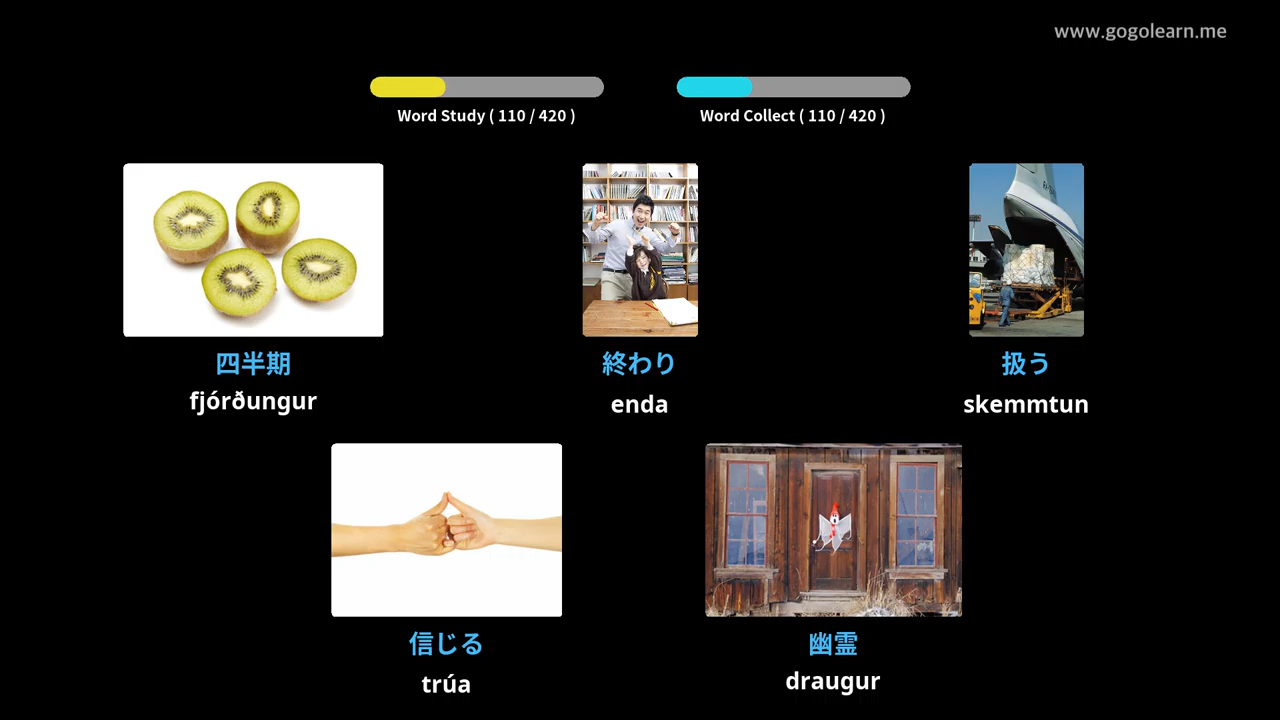 www.gogolearn.me
Word Study ( 110 / 420 )
Word Collect ( 110 / 420 )
四半期
fjórðungur
終わり
enda
扱う
skemmtun
信じる
trúa
幽霊
draugur